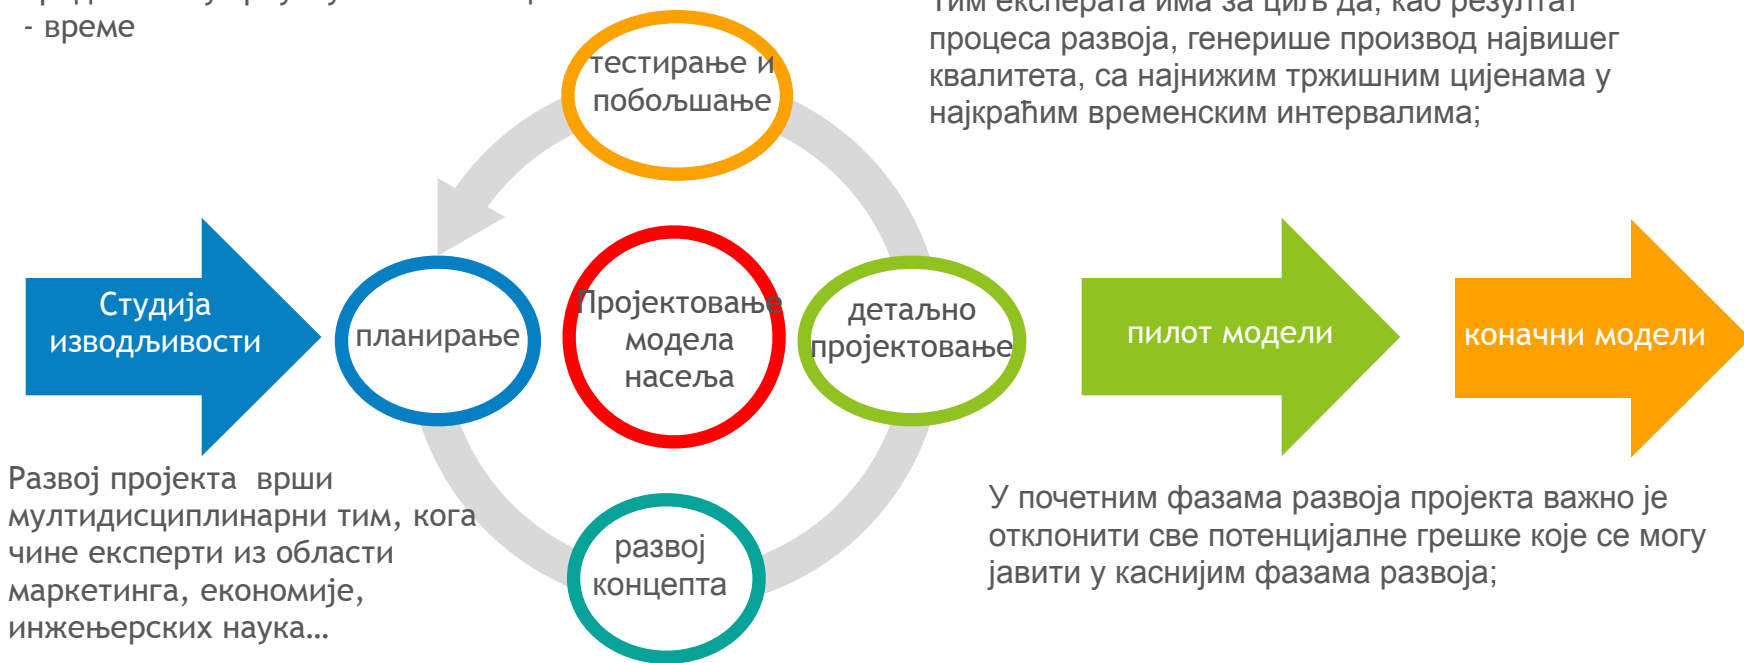 - време
Тим експерата има за циљ да, као резултат
процеса развоја, генерише производ највишег
квалитета, са најнижим тржишним цијенама у
најкраћим временским интервалима;
тестирање и
побољшање
Студија
изводљивости
планирање
Пројектовање
модела
насеља
детаљно
пројектовање
пилот модели
коначни модели
Развој пројекта врши
мултидисциплинарни тим, кога
чине експерти из области
маркетинга, економије,
инжењерских наука...
развој
концепта
У почетним фазама развоја пројекта важно је
отклонити све потенцијалне грешке које се могу
јавити у каснијим фазама развоја;